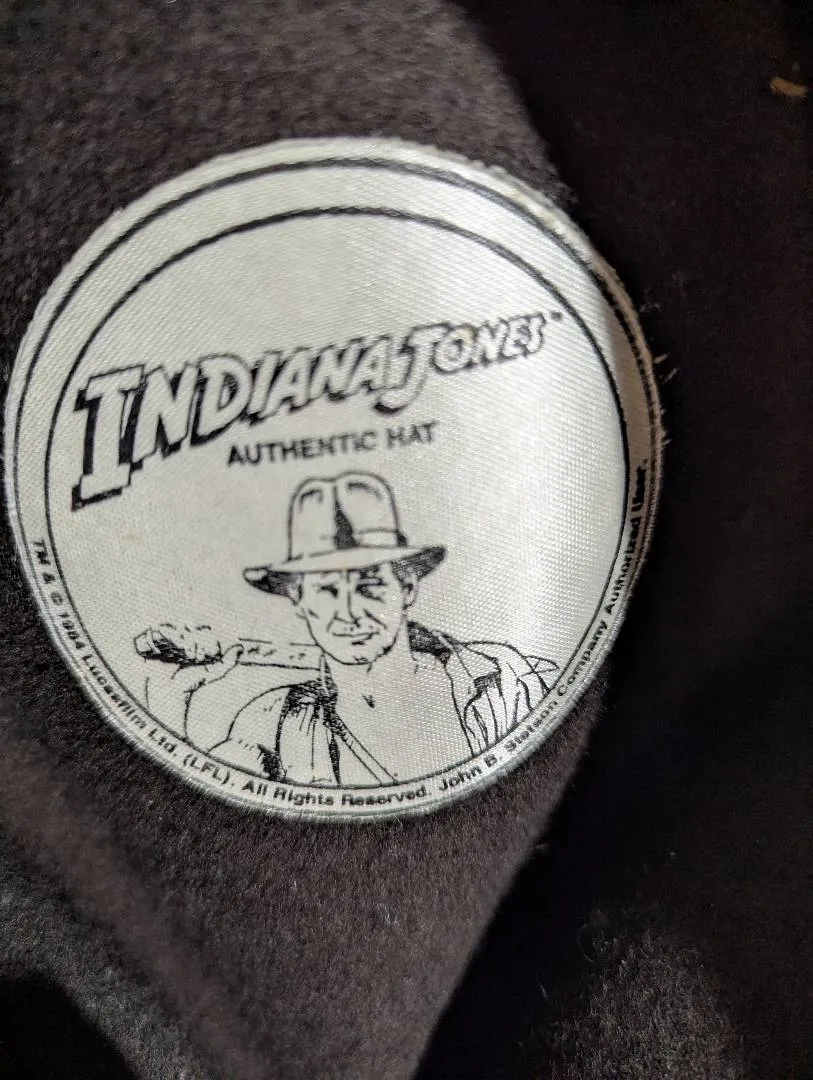 INDIANA JONES™
AUTHENTIC HAT
TM & © 1984 Lucasfilm Ltd. (LFL). All Rights Reserved. John B. Stetson Company Authorized User.